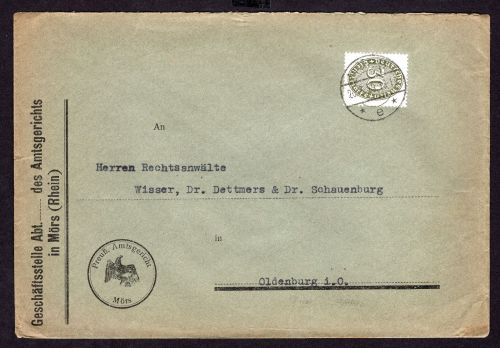 Geschäftsstelle Abt. des Amtsgerichts
in Mörs (Rhein)
An
Herren Rechtsanwälte
Wisser, Dr. Dettmers & Dr. Schauenburg
in
Oldenburg i.O.
Preuß. Amtsgericht
Mörs
30
* e *